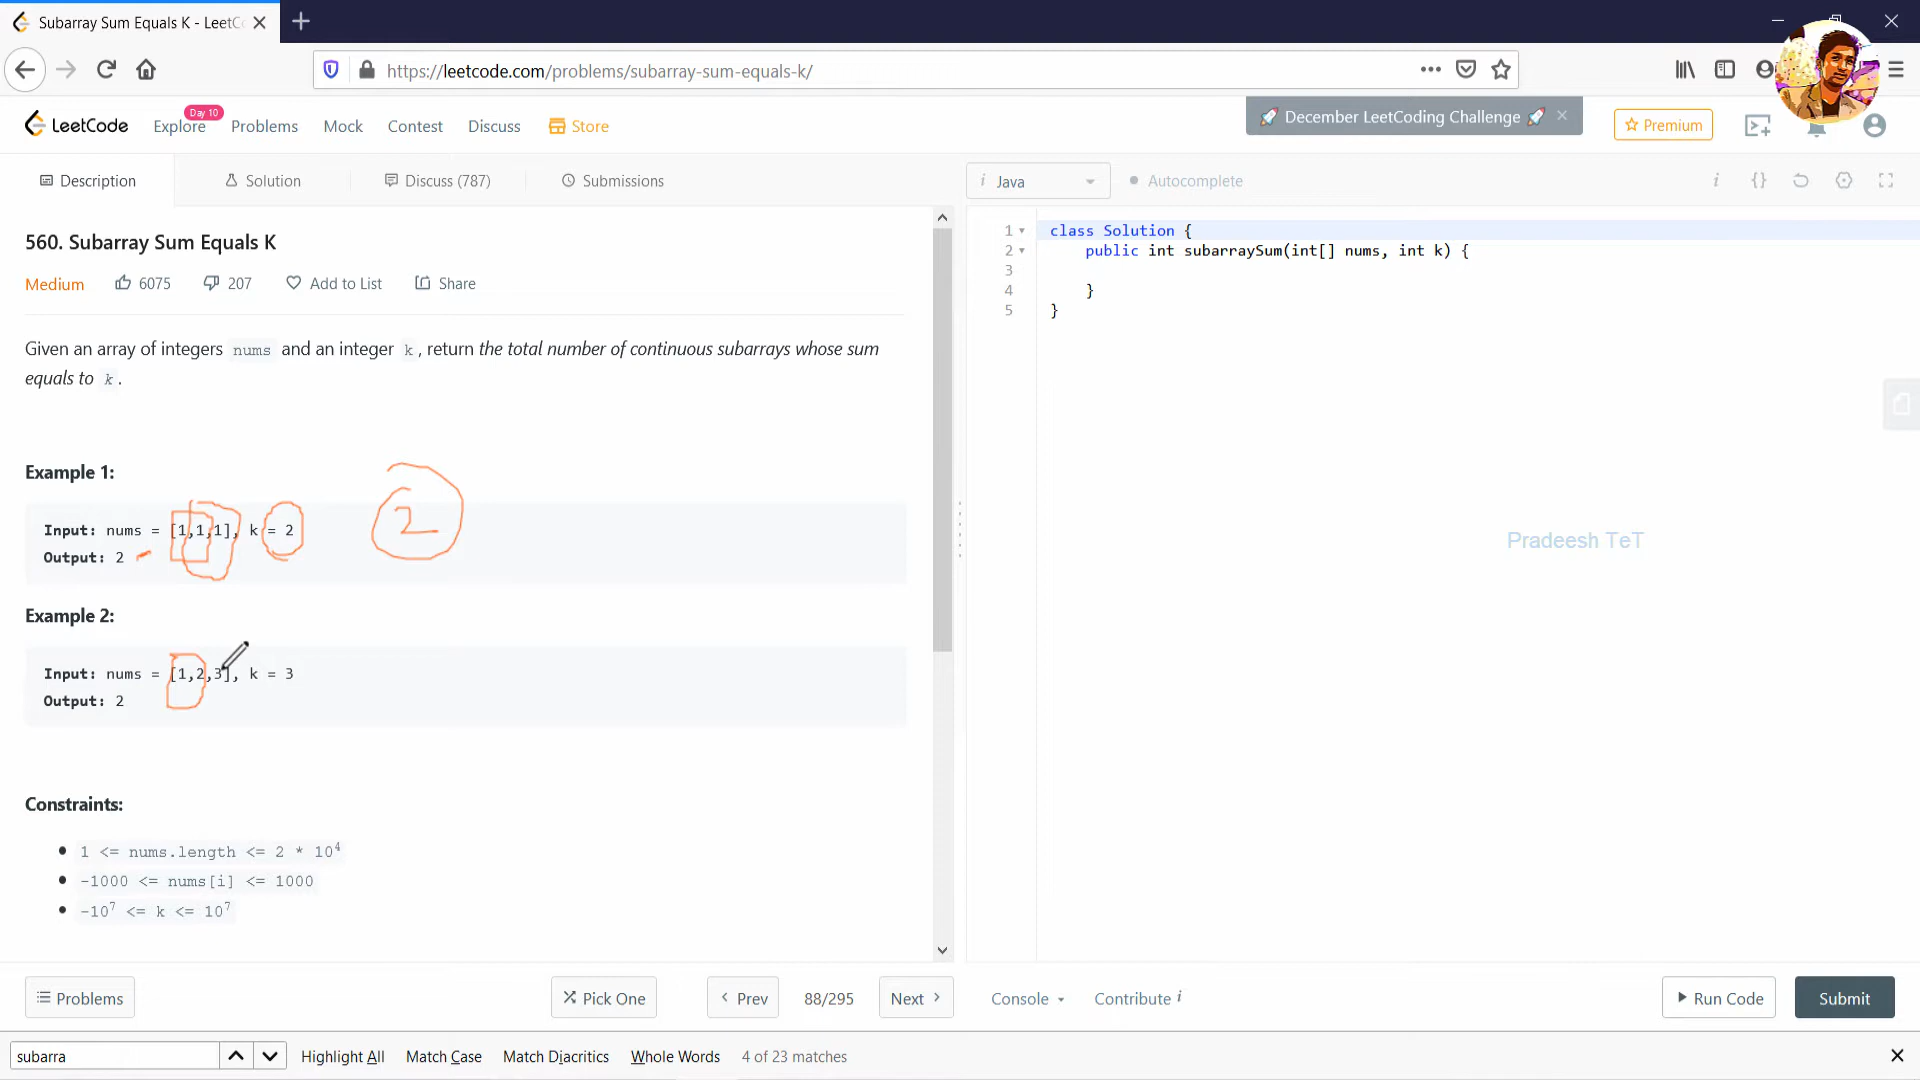 Subarray Sum Equals K - LeetCo
https://leetcode.com/problems/subarray-sum-equals-k/
LeetCode
Explore
Day 10
Problems
Mock
Contest
Discuss
Store
🚀 December LeetCoding Challenge 🚀
Premium
Description
Solution
Discuss (787)
Submissions
Java
Autocomplete
560. Subarray Sum Equals K
Medium
6075
207
Add to List
Share
Given an array of integers nums and an integer k, return the total number of continuous subarrays whose sum
equals to k.
Example 1:
Input: nums = [1,1,1], k = 2
Output: 2
2
Example 2:
Input: nums = [1,2,3], k = 3
Output: 2
Constraints:
1 <= nums.length <= 2 * 10^4
-1000 <= nums[i] <= 1000
-10^7 <= k <= 10^7
1 class Solution {
2 public int subarraySum(int[] nums, int k) {
3
4 }
5 }
Pradeesh TeT
Problems
Pick One
Prev
88/295
Next
Console
Contribute i
Run Code
Submit
subarra
Highlight All
Match Case
Match Diacritics
Whole Words
4 of 23 matches